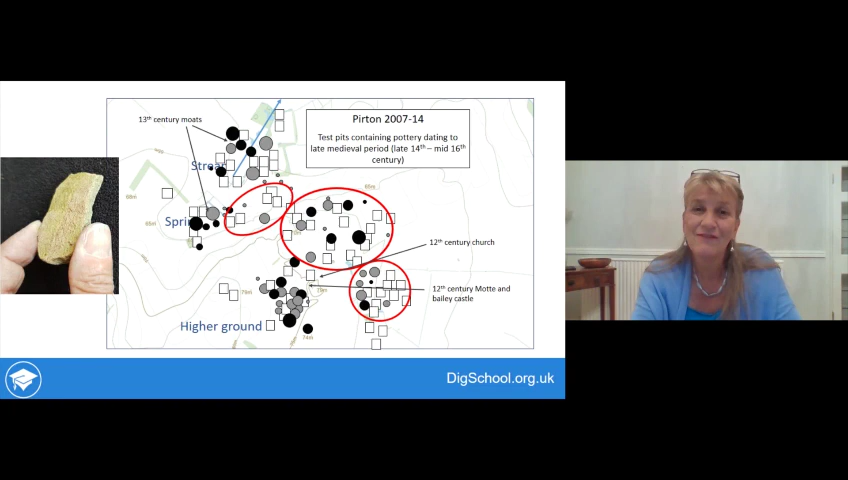 Pirton 2007-14
Test pits containing pottery dating to
late medieval period (late 14th – mid 16th
century)
13th century moats
Stream
Spring
12th century church
12th century Motte and
bailey castle
Higher ground
DigSchool.org.uk